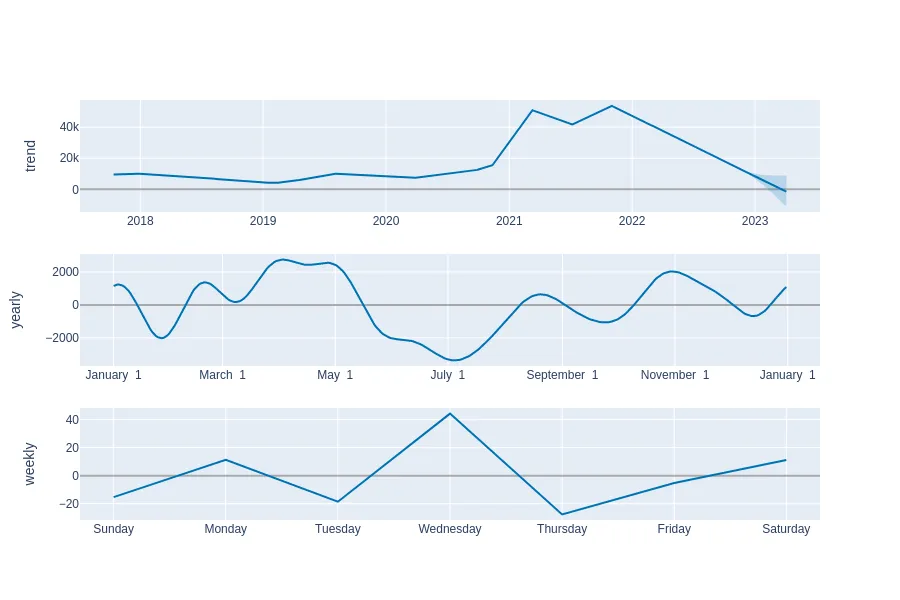 trend
40k
20k
0
2018 2019 2020 2021 2022 2023
yearly
2000
0
−2000
January 1 March 1 May 1 July 1 September 1 November 1 January 1
weekly
40
20
0
−20
Sunday Monday Tuesday Wednesday Thursday Friday Saturday